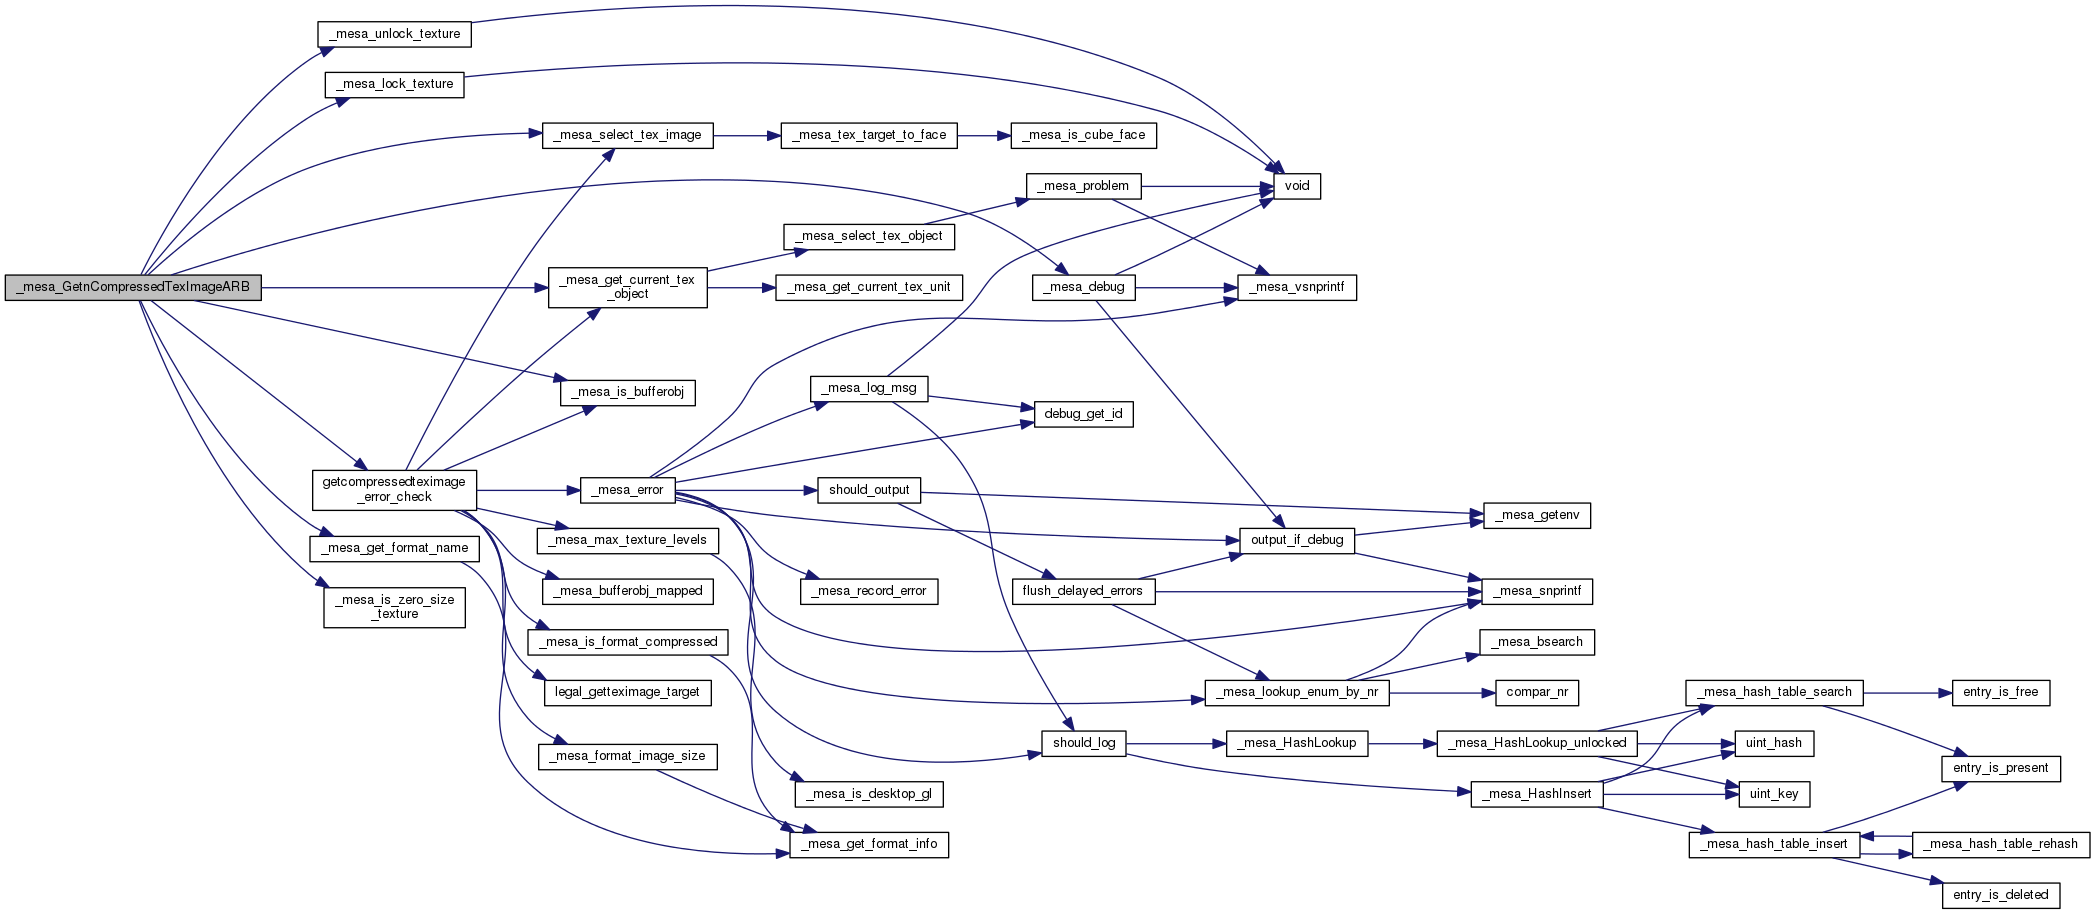 _mesa_unlock_texture
_mesa_lock_texture
_mesa_select_tex_image
_mesa_tex_target_to_face
_mesa_is_cube_face
_mesa_problem
void
_mesa_select_tex_object
_mesa_GetnCompressedTexImageARB
_mesa_get_current_tex
_object
_mesa_get_current_tex_unit
_mesa_debug
_mesa_vsnprintf
_mesa_is_bufferobj
_mesa_log_msg
debug_get_id
getcompressedteximage
_error_check
_mesa_error
should_output
_mesa_getenv
_mesa_get_format_name
_mesa_max_texture_levels
output_if_debug
_mesa_is_zero_size
_texture
_mesa_bufferobj_mapped
_mesa_record_error
flush_delayed_errors
_mesa_snprintf
_mesa_is_format_compressed
_mesa_bsearch
legal_getteximage_target
_mesa_lookup_enum_by_nr
compar_nr
_mesa_hash_table_search
entry_is_free
_mesa_format_image_size
should_log
_mesa_HashLookup
_mesa_HashLookup_unlocked
uint_hash
entry_is_present
_mesa_is_desktop_gl
_mesa_HashInsert
uint_key
_mesa_get_format_info
_mesa_hash_table_insert
_mesa_hash_table_rehash
entry_is_deleted